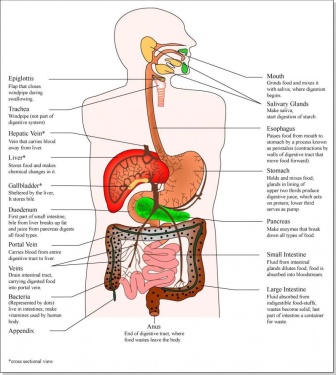 Epiglottis
Flap that closes
windpipe during
swallowing.
Trachea
Windpipe (not part of
digestive system)
Hepatic Vein*
Vein that carries blood
away from liver
Liver*
Stores food and makes
chemical changes in it.
Gallbladder*
Sheltered by the liver,
It stores bile.
Duodenum
First part of small intestine,
bile from liver breaks up fat
and juice from pancreas digests
all food types.
Portal Vein
Carries blood from entire
digestive tract to liver.
Veins
Drain intestinal tract,
carrying digested food
into portal vein.
Bacteria
(Represented by dots)
live in intestines; make
vitamines used by human
body.
Appendix
Mouth
Grinds food and mixes it
with saliva, where digestion
begins.
Salivary Glands
Make saliva,
start digestion of starch.
Esophagus
Passes food from mouth to
stomach by a process known
as peristalsis (contractions by
walls of digestive tract that
move food forward).
Stomach
Holds and mixes food,
glands in lining of
upper two thirds produce
digestive juice, which acts
on protein; lower third
serves as pump
Pancreas
Make enzymes that break
down all types of food.
Small Intestine
Fluid from intestinal
glands dilutes food; food is
absorbed into bloodstream
Large Intestine
Fluid absorbed from
indigestible food-stuffs,
wastes become solid; last
part of intestine a container
for waste.
Anus
End of digestive tract, where
food wastes leave the body.
*cross sectional view